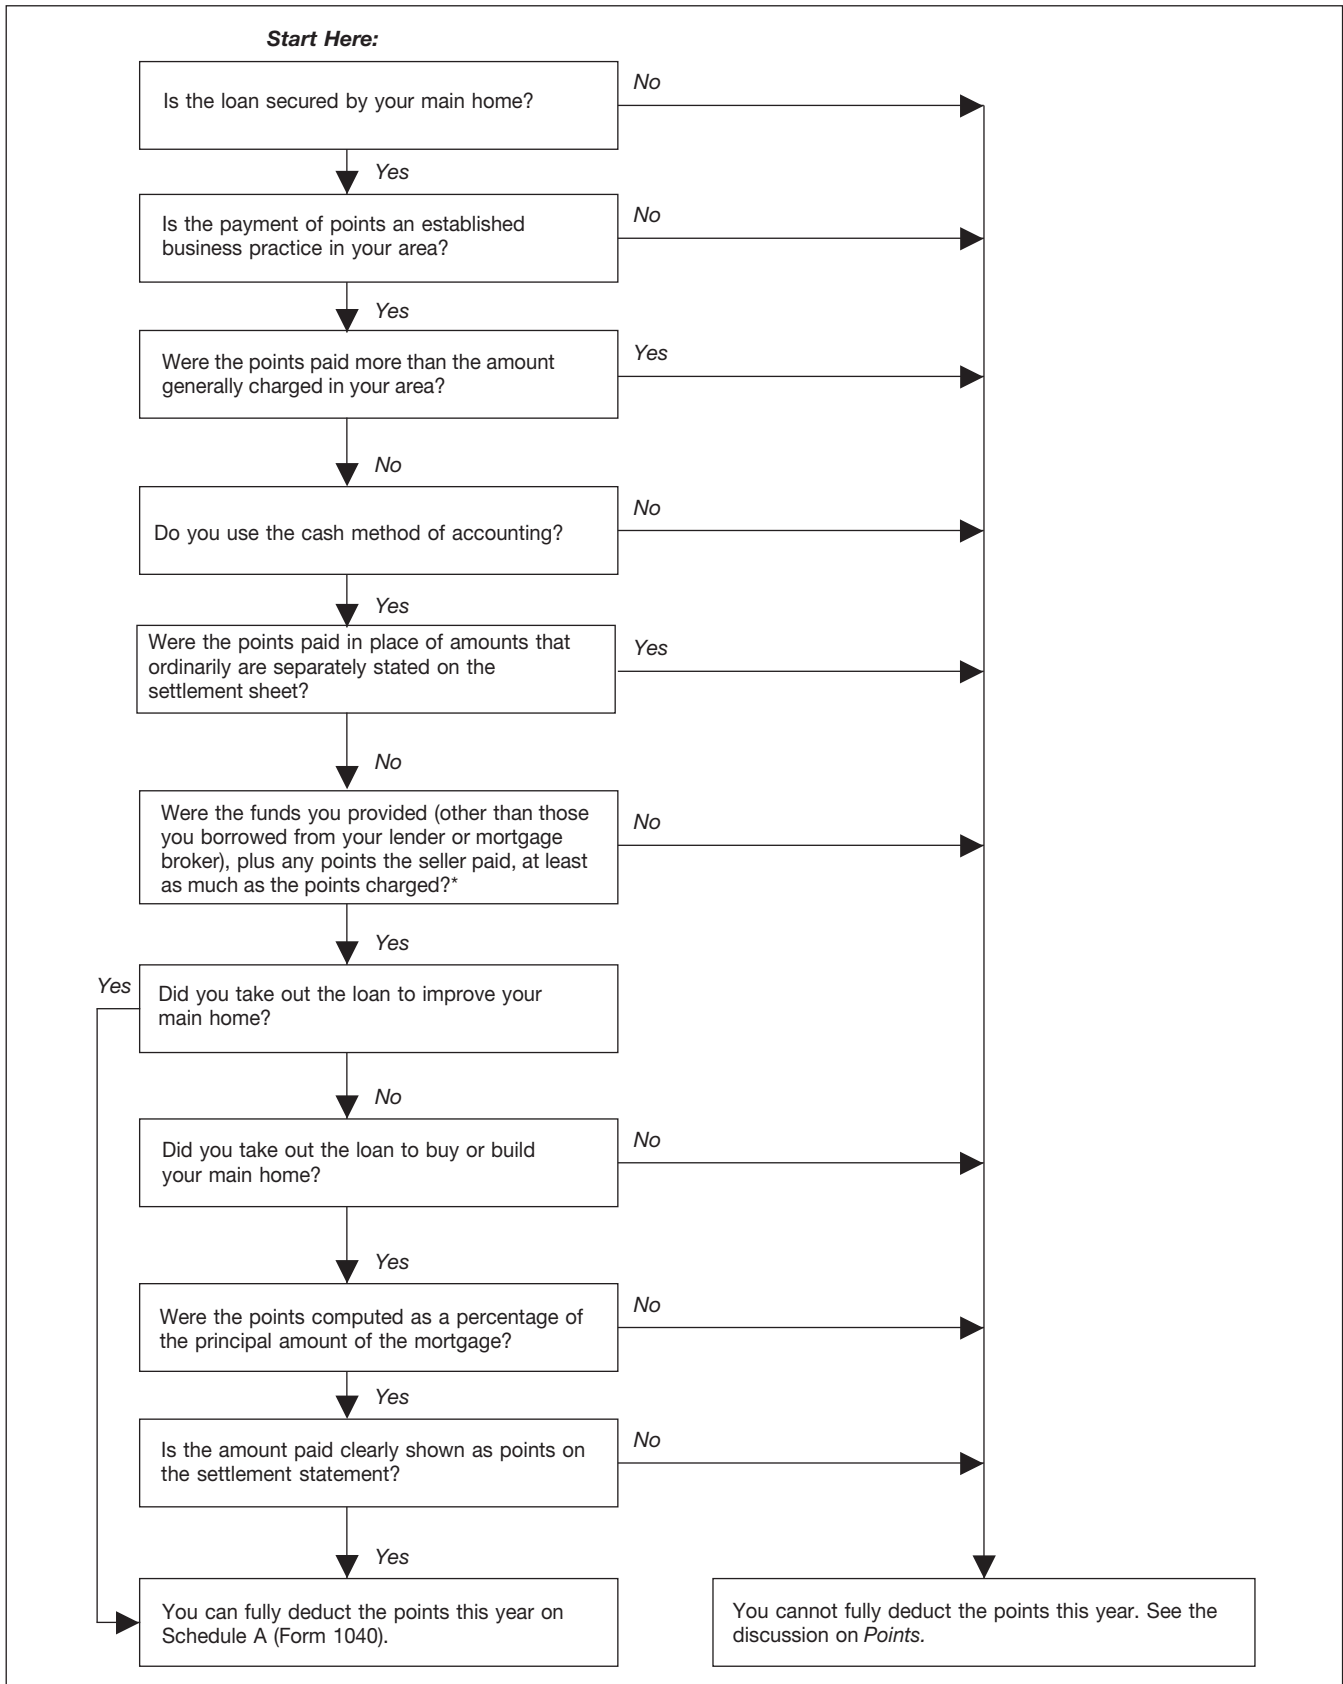 Start Here:
Is the loan secured by your main home?
No
Yes
Is the payment of points an established
business practice in your area?
No
Yes
Were the points paid more than the amount
generally charged in your area?
Yes
No
Do you use the cash method of accounting?
No
Yes
Were the points paid in place of amounts that
ordinarily are separately stated on the
settlement sheet?
Yes
No
Were the funds you provided (other than those
you borrowed from your lender or mortgage
broker), plus any points the seller paid, at least
as much as the points charged?*
No
Yes
Yes
Did you take out the loan to improve your
main home?
No
Did you take out the loan to buy or build
your main home?
No
Yes
Were the points computed as a percentage of
the principal amount of the mortgage?
No
Yes
Is the amount paid clearly shown as points on
the settlement statement?
No
Yes
You can fully deduct the points this year on
Schedule A (Form 1040).
You cannot fully deduct the points this year. See the
discussion on Points.